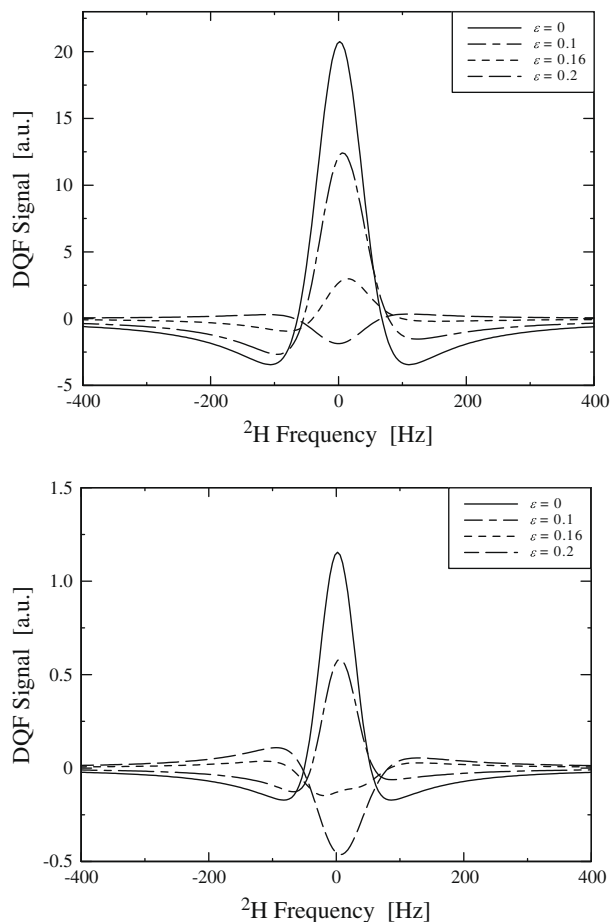 ε = 0
ε = 0.1
ε = 0.16
ε = 0.2
20
15
10
5
0
-5
DQF Signal [a.u.]
-400 -200 0 200 400
²H Frequency [Hz]
1.5
ε = 0
ε = 0.1
ε = 0.16
ε = 0.2
1.0
0.5
0
-0.5
DQF Signal [a.u.]
-400 -200 0 200 400
²H Frequency [Hz]